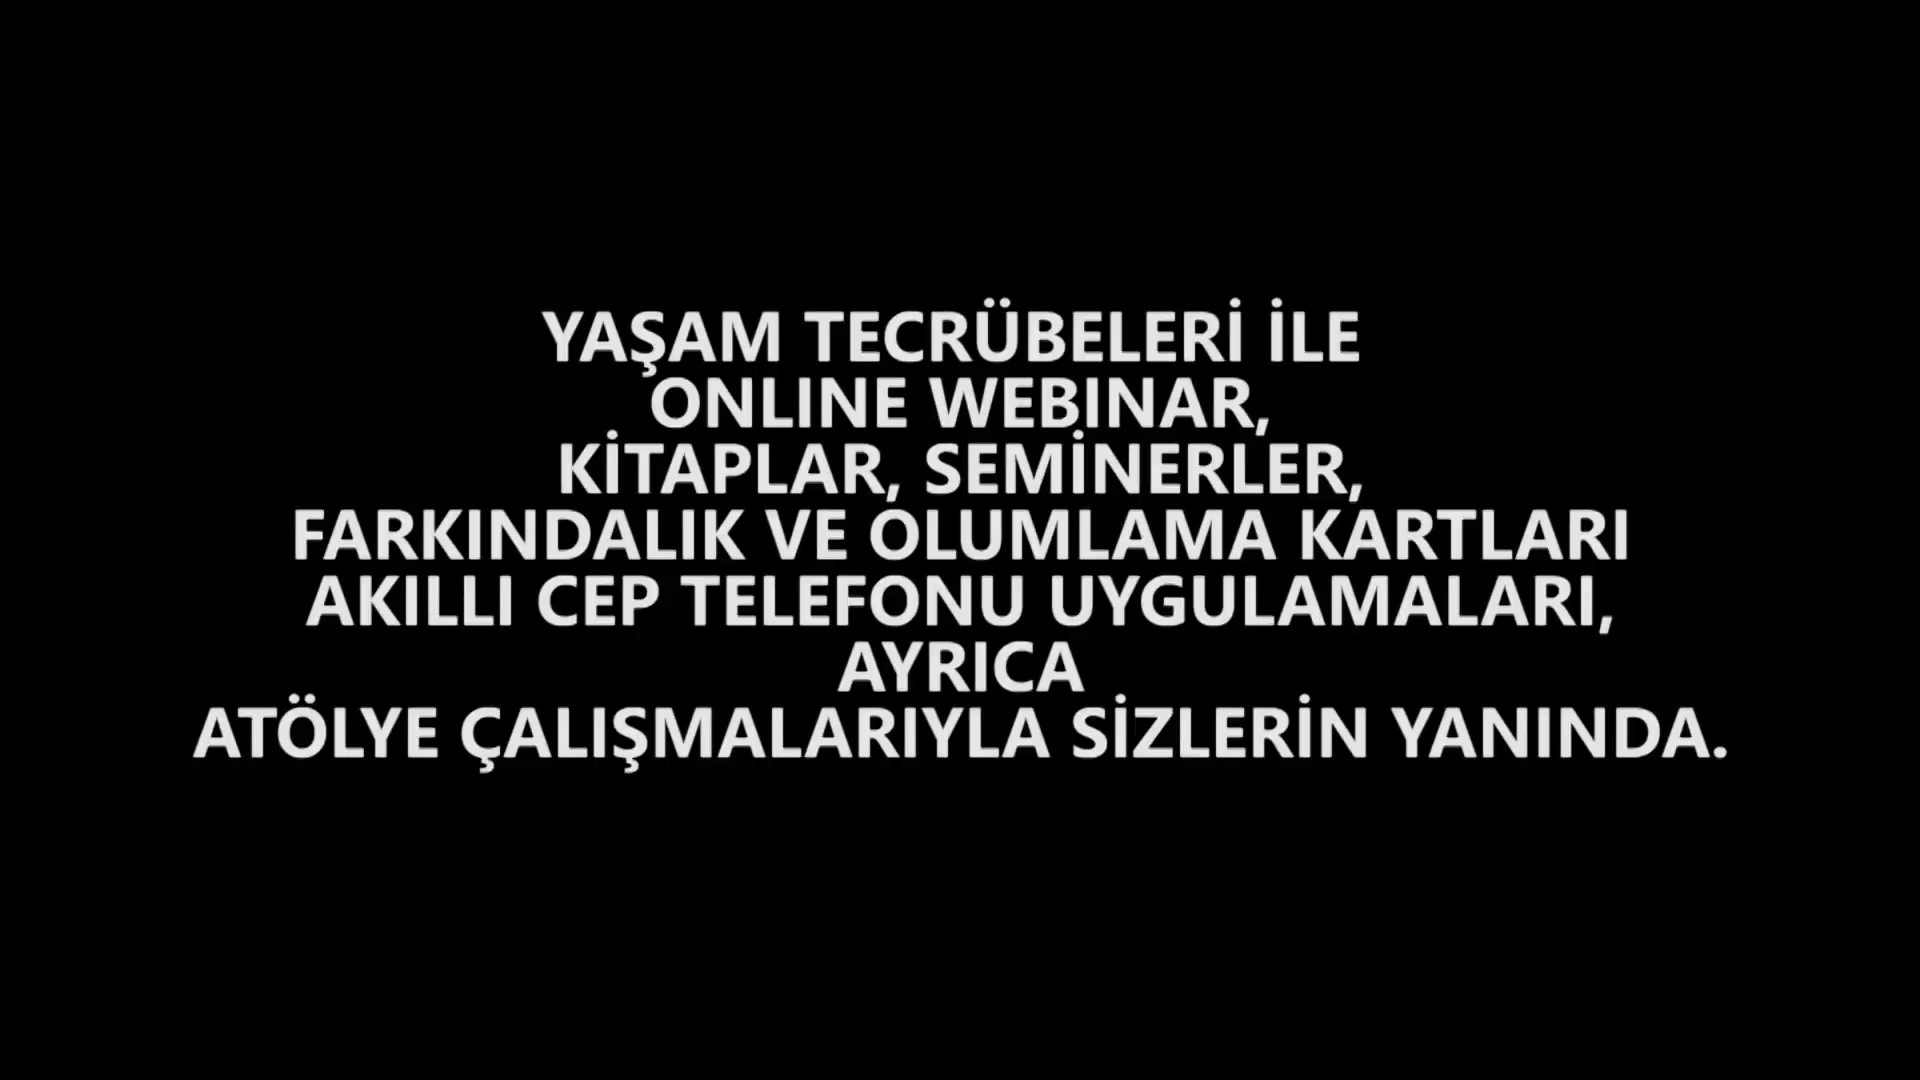 YAŞAM TECRÜBELERİ İLE
ONLINE WEBINAR,
KİTAPLAR, SEMİNERLER,
FARKINDALIK VE OLUMLAMA KARTLARI
AKILLI CEP TELEFONU UYGULAMALARI,
AYRICA
ATÖLYE ÇALIŞMALARIYLA SİZLERİN YANINDA.